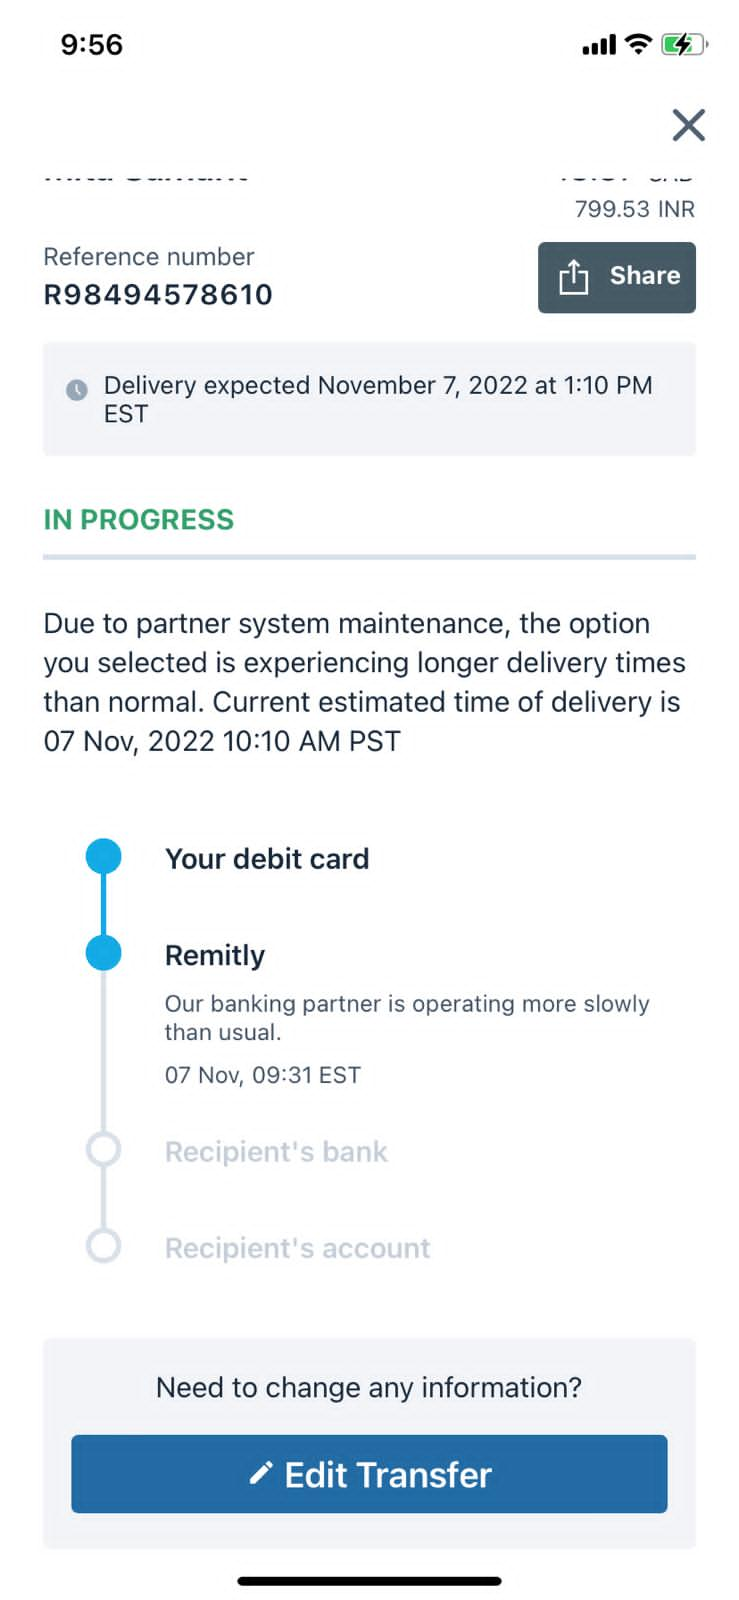 9:56
799.53 INR
Reference number
R98494578610
Share
Delivery expected November 7, 2022 at 1:10 PM
EST
IN PROGRESS
Due to partner system maintenance, the option
you selected is experiencing longer delivery times
than normal. Current estimated time of delivery is
07 Nov, 2022 10:10 AM PST
Your debit card
Remitly
Our banking partner is operating more slowly
than usual.
07 Nov, 09:31 EST
Recipient's bank
Recipient's account
Need to change any information?
Edit Transfer